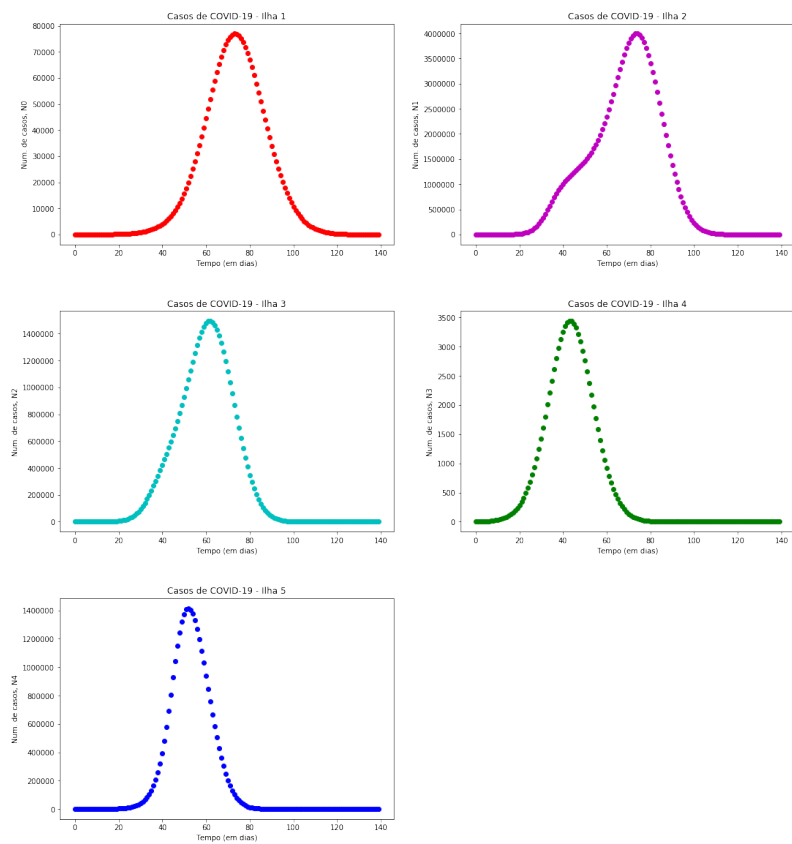 Casos de COVID-19 - Ilha 1
80000
70000
60000
50000
40000
30000
20000
10000
0
Num. de casos, N0
0 20 40 60 80 100 120 140
Tempo (em dias)
Casos de COVID-19 - Ilha 2
4000000
3500000
3000000
2500000
2000000
1500000
1000000
500000
0
Num. de casos, N1
0 20 40 60 80 100 120 140
Tempo (em dias)
Casos de COVID-19 - Ilha 3
1400000
1200000
1000000
800000
600000
400000
200000
0
Num. de casos, N2
0 20 40 60 80 100 120 140
Tempo (em dias)
Casos de COVID-19 - Ilha 4
3500
3000
2500
2000
1500
1000
500
0
Num. de casos, N3
0 20 40 60 80 100 120 140
Tempo (em dias)
Casos de COVID-19 - Ilha 5
1400000
1200000
1000000
800000
600000
400000
200000
0
Num. de casos, N4
0 20 40 60 80 100 120 140
Tempo (em dias)